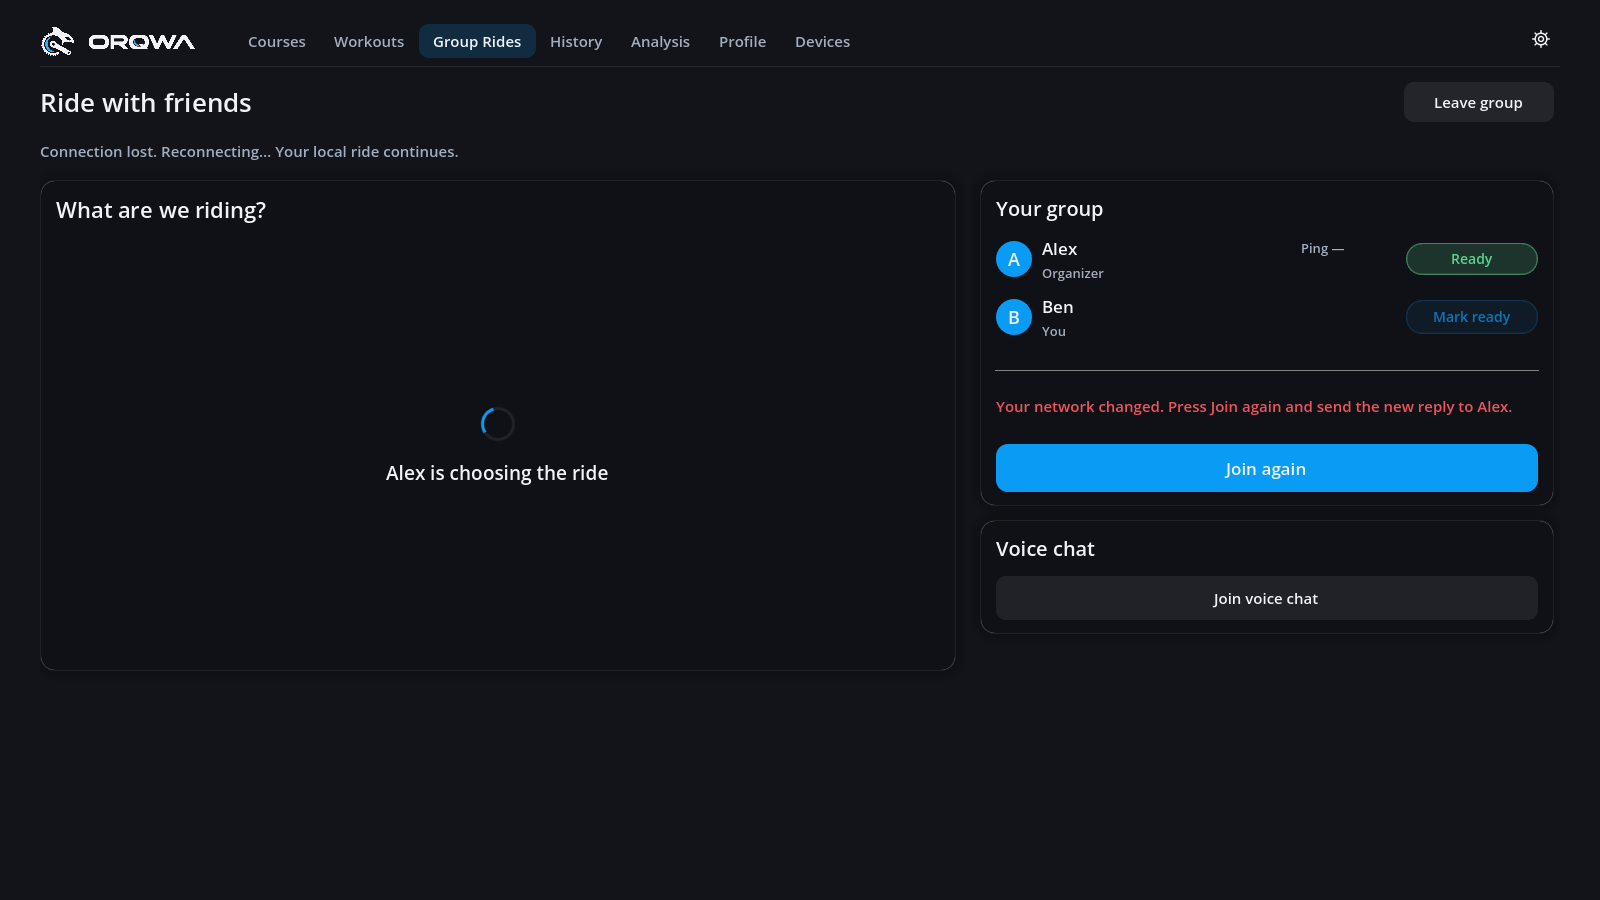 ORQWA
Courses
Workouts
Group Rides
History
Analysis
Profile
Devices
Ride with friends
Leave group
Connection lost. Reconnecting... Your local ride continues.
What are we riding?
Alex is choosing the ride
Your group
A
Alex
Ping —
Organizer
Ready
B
Ben
You
Mark ready
Your network changed. Press Join again and send the new reply to Alex.
Join again
Voice chat
Join voice chat